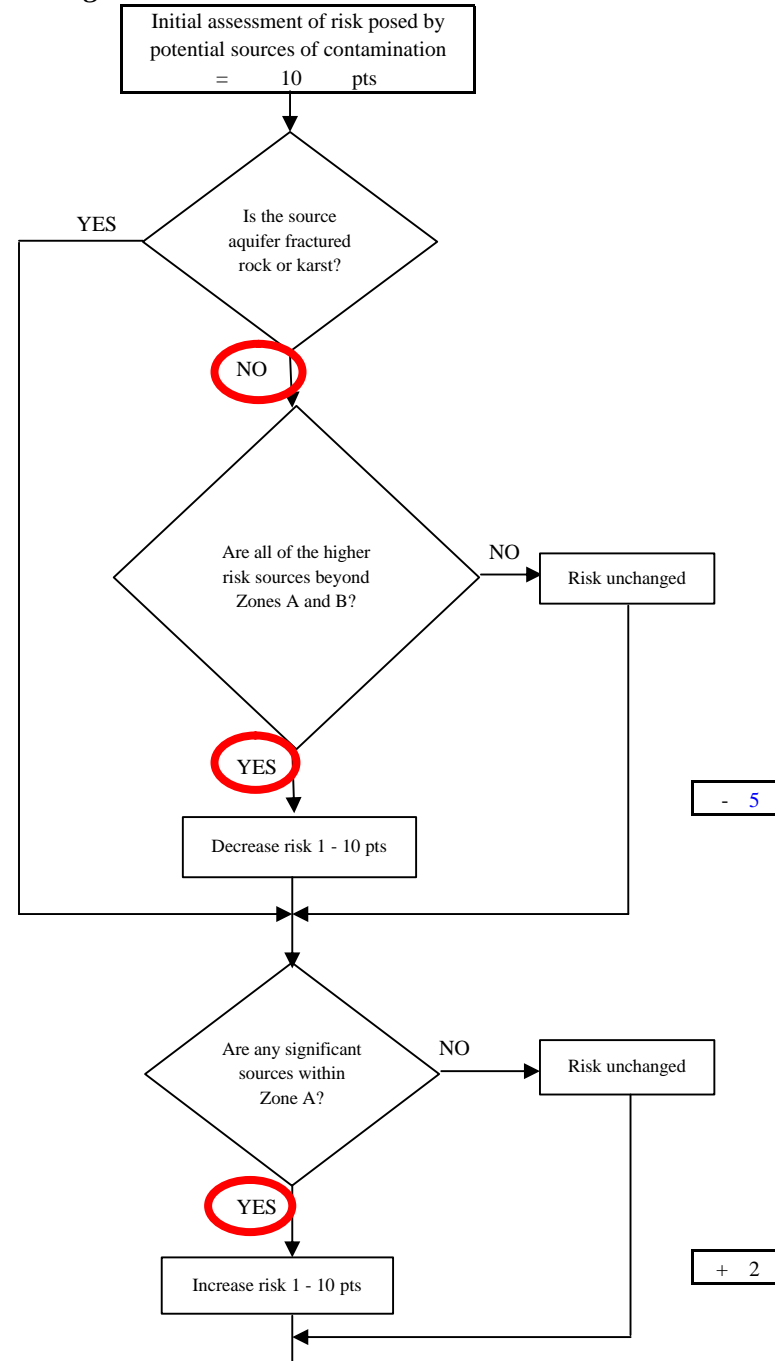 Initial assessment of risk posed by
potential sources of contamination
= 10 pts
YES
Is the source
aquifer fractured
rock or karst?
NO
Are all of the higher
risk sources beyond
Zones A and B?
NO
Risk unchanged
YES
- 5
Decrease risk 1 - 10 pts
Are any significant
sources within
Zone A?
NO
Risk unchanged
YES
+ 2
Increase risk 1 - 10 pts